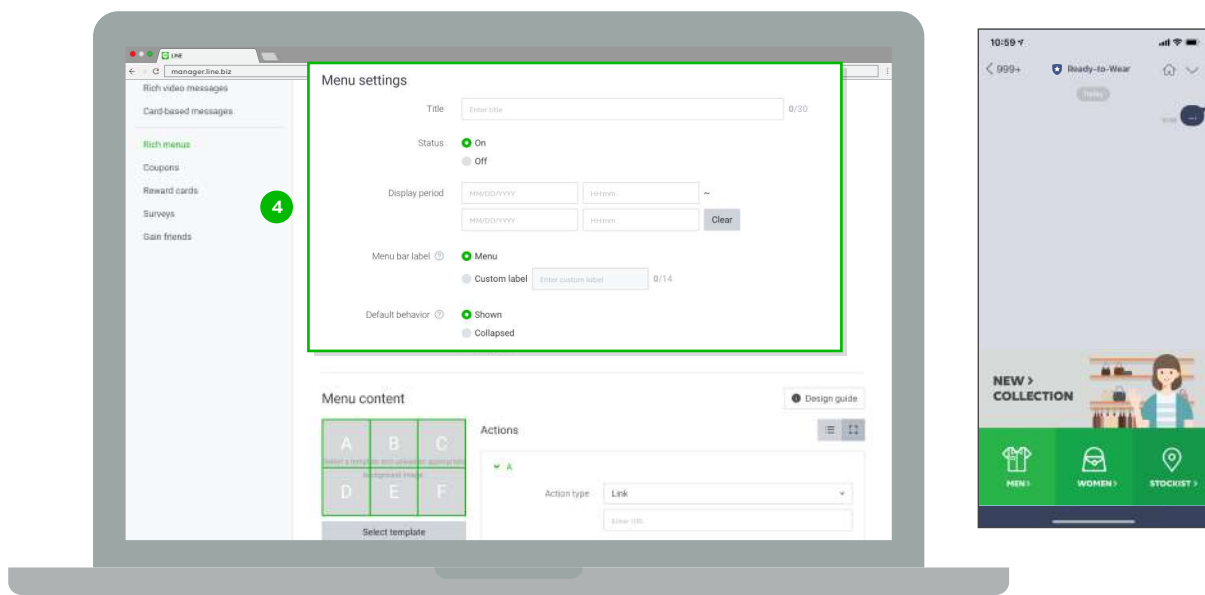 LINE
manager.line.biz
Rich video messages
Card-based messages
Rich menus
Coupons
Reward cards
Surveys
Gain friends
4
Menu settings
Title
Enter title
0/30
Status
On
Off
Display period
MM/DD/YYYY
HH:mm
~
MM/DD/YYYY
HH:mm
Clear
Menu bar label
Menu
Custom label
Enter custom label
0/14
Default behavior
Shown
Collapsed
Menu content
Design guide
A B C
D E F
Select template
Actions
A
Action type
Link
Enter URL
10:59
999+
Ready-to-Wear
Today
...
NEW >
COLLECTION
MEN >
WOMEN >
STOCKIST >